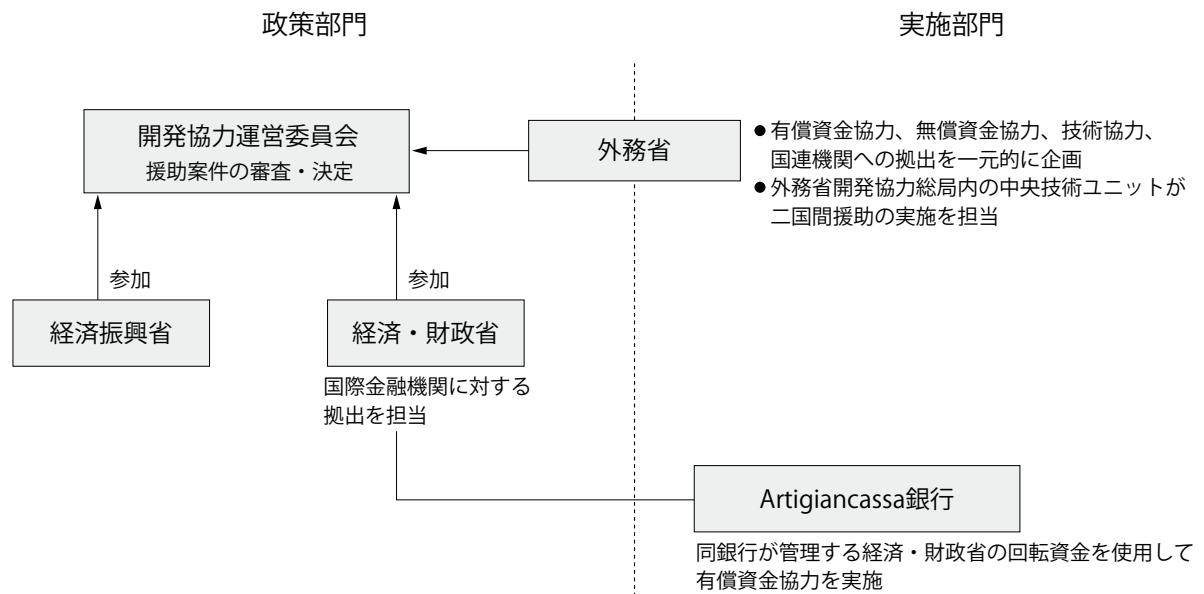 政策部門
実施部門
開発協力運営委員会
援助案件の審査・決定
外務省
●有償資金協力、無償資金協力、技術協力、
国連機関への拠出を一元的に企画
●外務省開発協力総局内の中央技術ユニットが
二国間援助の実施を担当
参加
参加
経済振興省
経済・財政省
国際金融機関に対する
拠出を担当
Artigiancassa銀行
同銀行が管理する経済・財政省の回転資金を使用して
有償資金協力を実施